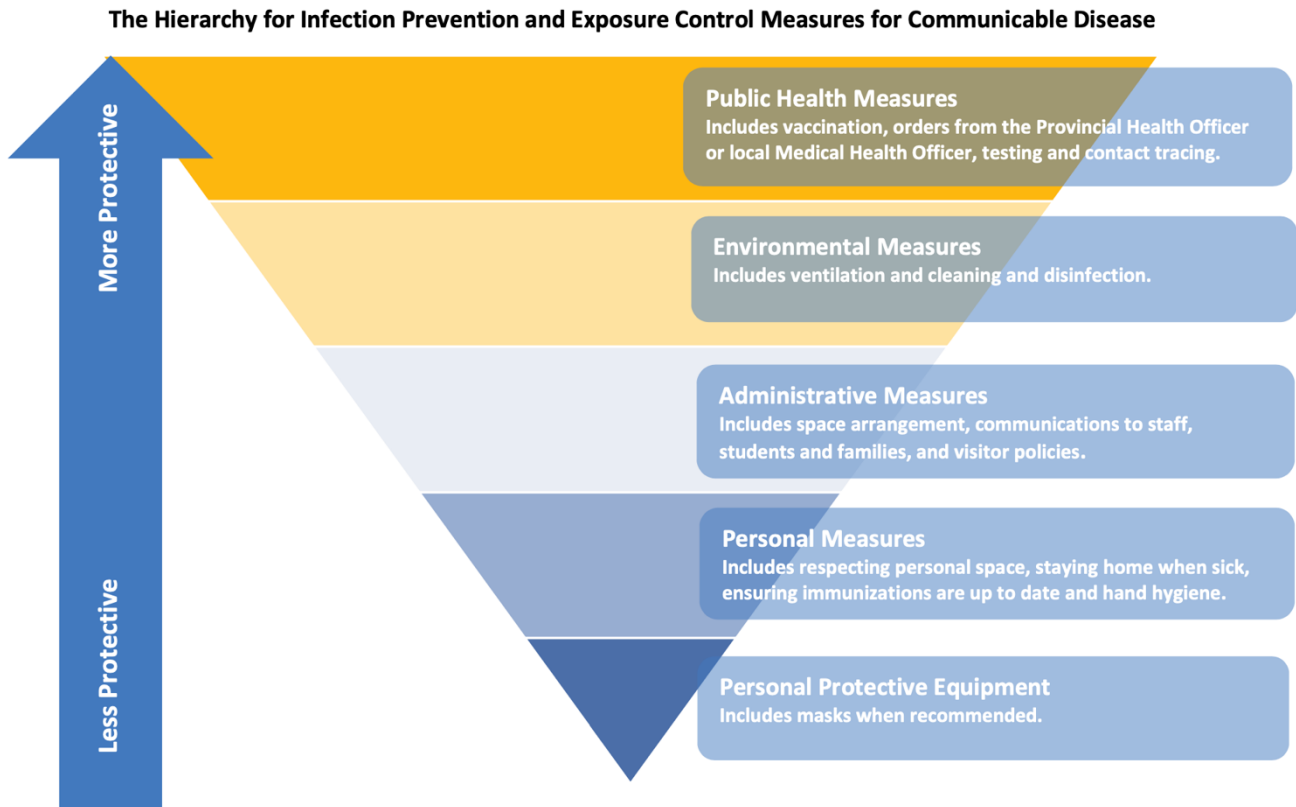 The Hierarchy for Infection Prevention and Exposure Control Measures for Communicable Disease
More Protective
Less Protective
Public Health Measures
Includes vaccination, orders from the Provincial Health Officer
or local Medical Health Officer, testing and contact tracing.
Environmental Measures
Includes ventilation and cleaning and disinfection.
Administrative Measures
Includes space arrangement, communications to staff,
students and families, and visitor policies.
Personal Measures
Includes respecting personal space, staying home when sick,
ensuring immunizations are up to date and hand hygiene.
Personal Protective Equipment
Includes masks when recommended.